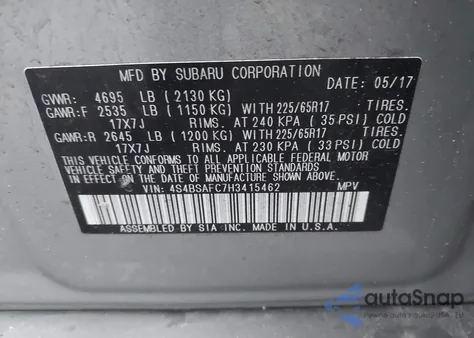 MFD BY SUBARU CORPORATION
DATE: 05/17
GVWR: 4695 LB (2130 KG)
GAWR:F 2535 LB (1150 KG) WITH 225/65R17 TIRES.
17X7J RIMS. AT 240 KPA ( 35 PSI) COLD
GAWR:R 2645 LB (1200 KG) WITH 225/65R17 TIRES.
17X7J RIMS. AT 230 KPA ( 33 PSI) COLD
THIS VEHICLE CONFORMS TO ALL APPLICABLE FEDERAL MOTOR
VEHICLE SAFETY AND THEFT PREVENTION STANDARDS
IN EFFECT ON THE DATE OF MANUFACTURE SHOWN ABOVE.
VIN: 4S4BSAFC7H3415462 MPV
ASSEMBLED BY SIA INC. MADE IN U.S.A.
autoSnap